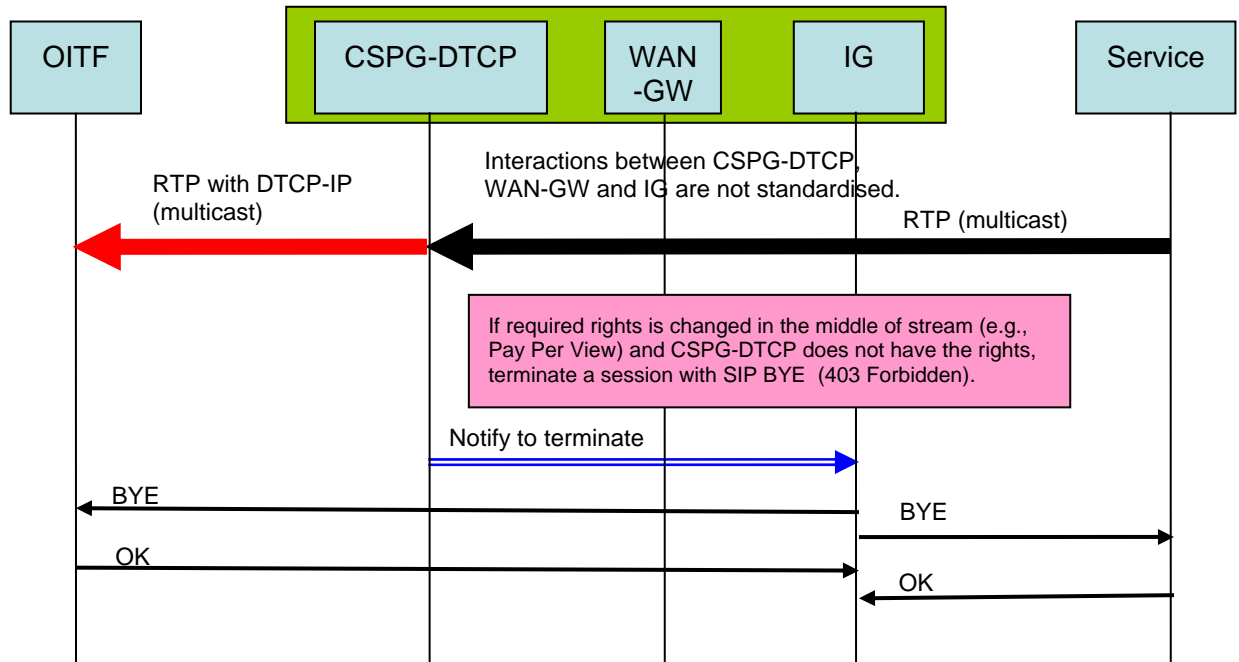 OITF
CSPG-DTCP
WAN
-GW
IG
Service
Interactions between CSPG-DTCP,
WAN-GW and IG are not standardised.
RTP with DTCP-IP
(multicast)
RTP (multicast)
If required rights is changed in the middle of stream (e.g.,
Pay Per View) and CSPG-DTCP does not have the rights,
terminate a session with SIP BYE (403 Forbidden).
Notify to terminate
BYE
BYE
OK
OK